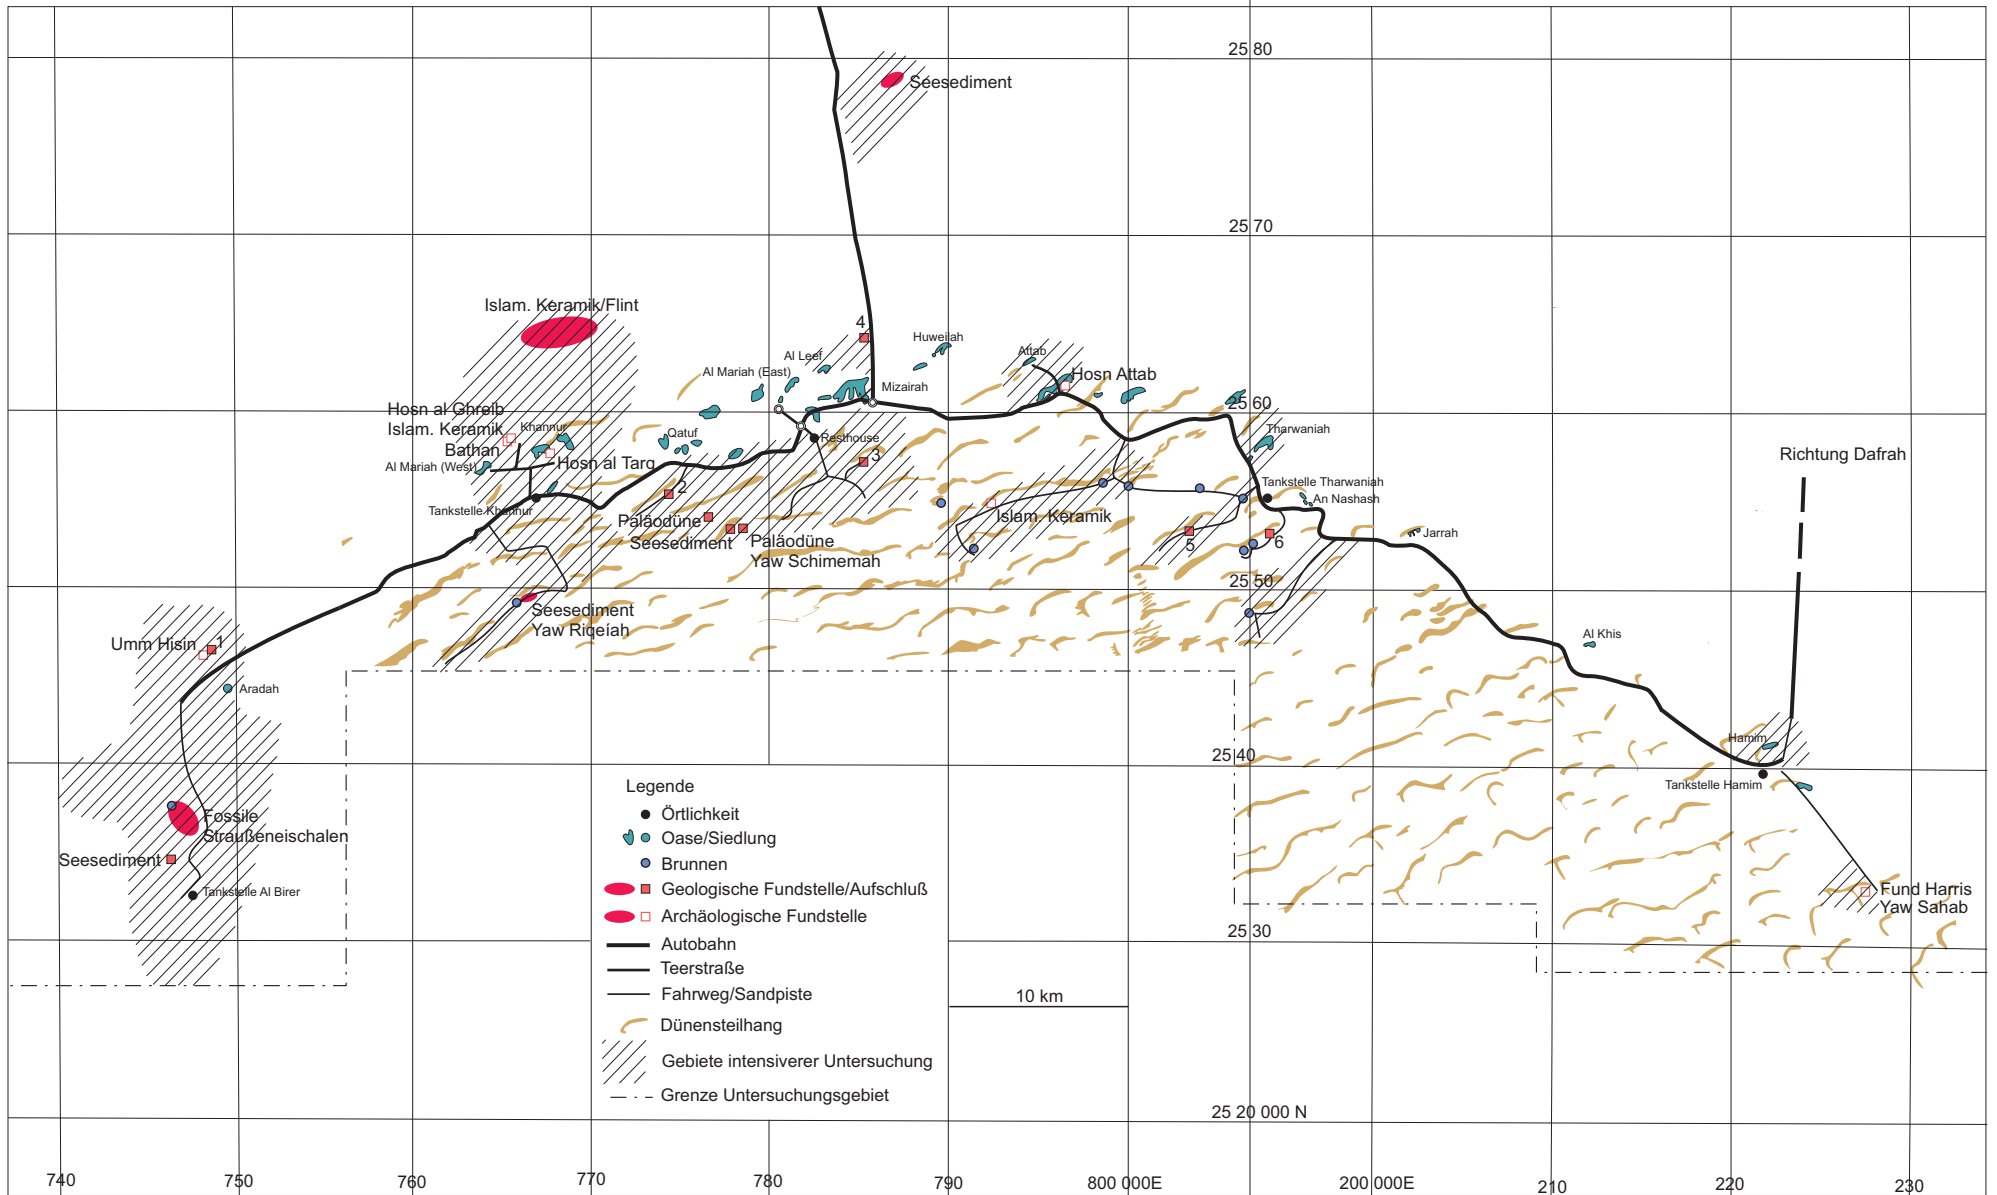 25 80
Seesediment
25 70
Richtung Dafrah
Islam. Keramik/Flint
4
Huweilah
Attab
Al Leef
Al Mariah (East)
Mizairah
Hosn Attab
25 60
Hosn al Ghreib
Islam. Keramik
Bathan
Khannur
Al Mariah (West)
Hosn al Tarq
Qatuf
Resthouse
3
2
Tharwaniah
Tankstelle Tharwaniah
An Nashash
Tankstelle Khannur
Paläodüne
Seesediment
Paläodüne
Yaw Schimemah
Islam. Keramik
5
6
Jarrah
25 50
Seesediment
Yaw Riqeíah
Umm Hisin
1
Aradah
Al Khis
25 40
Hamim
Tankstelle Hamim
Fossile
Straußeneischalen
Seesediment
Tankstelle Al Birer
Fund Harris
Yaw Sahab
25 30
Legende
Örtlichkeit
Oase/Siedlung
Brunnen
Geologische Fundstelle/Aufschluß
Archäologische Fundstelle
Autobahn
Teerstraße
Fahrweg/Sandpiste
Dünensteilhang
Gebiete intensiverer Untersuchung
Grenze Untersuchungsgebiet
10 km
25 20 000 N
740
750
760
770
780
790
800 000E
200 000E
210
220
230